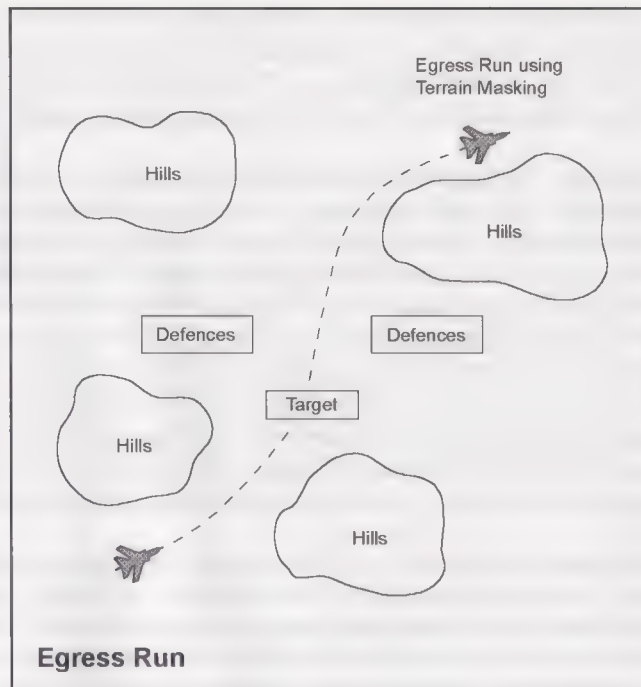 Egress Run using
Terrain Masking
Hills
Hills
Defences
Defences
Target
Hills
Hills
Egress Run